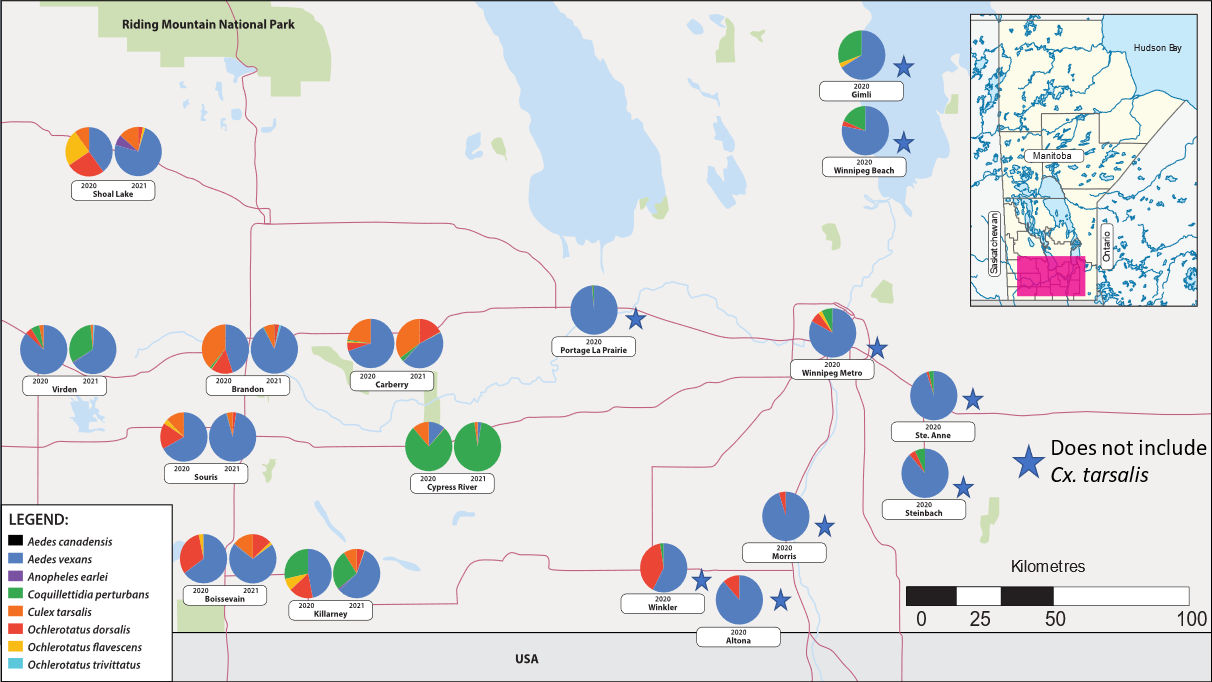 Riding Mountain National Park
Hudson Bay
Manitoba
Saskatchewan
Ontario
2020
Gimli
2020
Winnipeg Beach
2020 2021
Shoal Lake
2020
Portage La Prairie
2020 2021
Virden
2020 2021
Brandon
2020 2021
Carberry
2020
Winnipeg Metro
2020
Ste. Anne
2020 2021
Souris
2020 2021
Cypress River
2020
Steinbach
Does not include
Cx. tarsalis
2020
Morris
2020 2021
Boissevain
2020 2021
Killarney
2020
Winkler
2020
Altona
LEGEND:
Aedes canadensis
Aedes vexans
Anopheles earlei
Coquillettidia perturbans
Culex tarsalis
Ochlerotatus dorsalis
Ochlerotatus flavescens
Ochlerotatus trivittatus
Kilometres
0 25 50 100
USA